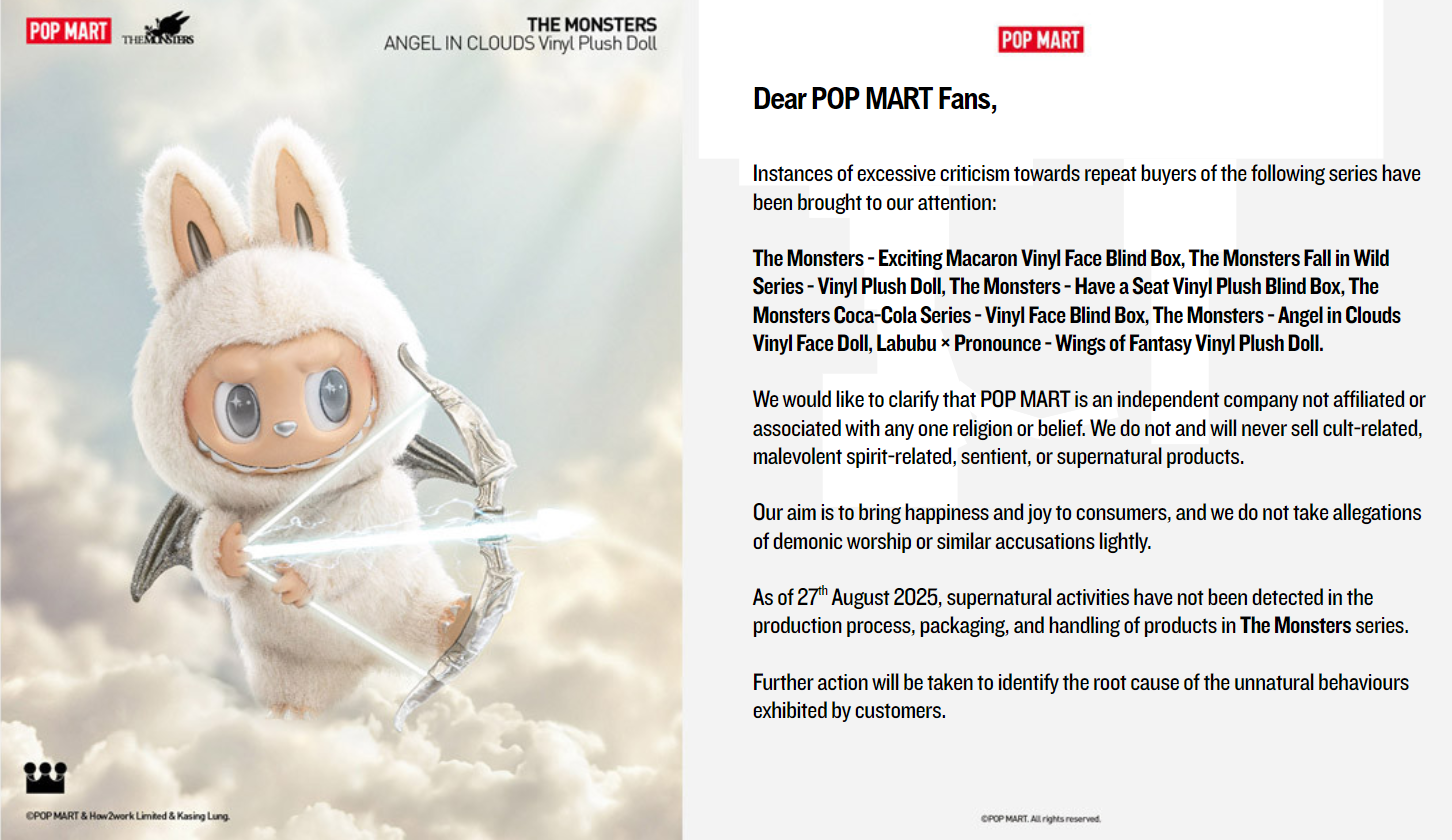 POP MART
THE MONSTERS
THE MONSTERS
ANGEL IN CLOUDS Vinyl Plush Doll
©POP MART & How2work Limited & Kasing Lung.
POP MART
Dear POP MART Fans,
Instances of excessive criticism towards repeat buyers of the following series have
been brought to our attention:
The Monsters - Exciting Macaron Vinyl Face Blind Box, The Monsters Fall in Wild
Series - Vinyl Plush Doll, The Monsters - Have a Seat Vinyl Plush Blind Box, The
Monsters Coca-Cola Series - Vinyl Face Blind Box, The Monsters - Angel in Clouds
Vinyl Face Doll, Labubu × Pronounce - Wings of Fantasy Vinyl Plush Doll.
We would like to clarify that POP MART is an independent company not affiliated or
associated with any one religion or belief. We do not and will never sell cult-related,
malevolent spirit-related, sentient, or supernatural products.
Our aim is to bring happiness and joy to consumers, and we do not take allegations
of demonic worship or similar accusations lightly.
As of 27th August 2025, supernatural activities have not been detected in the
production process, packaging, and handling of products in The Monsters series.
Further action will be taken to identify the root cause of the unnatural behaviours
exhibited by customers.
©POP MART. All rights reserved.